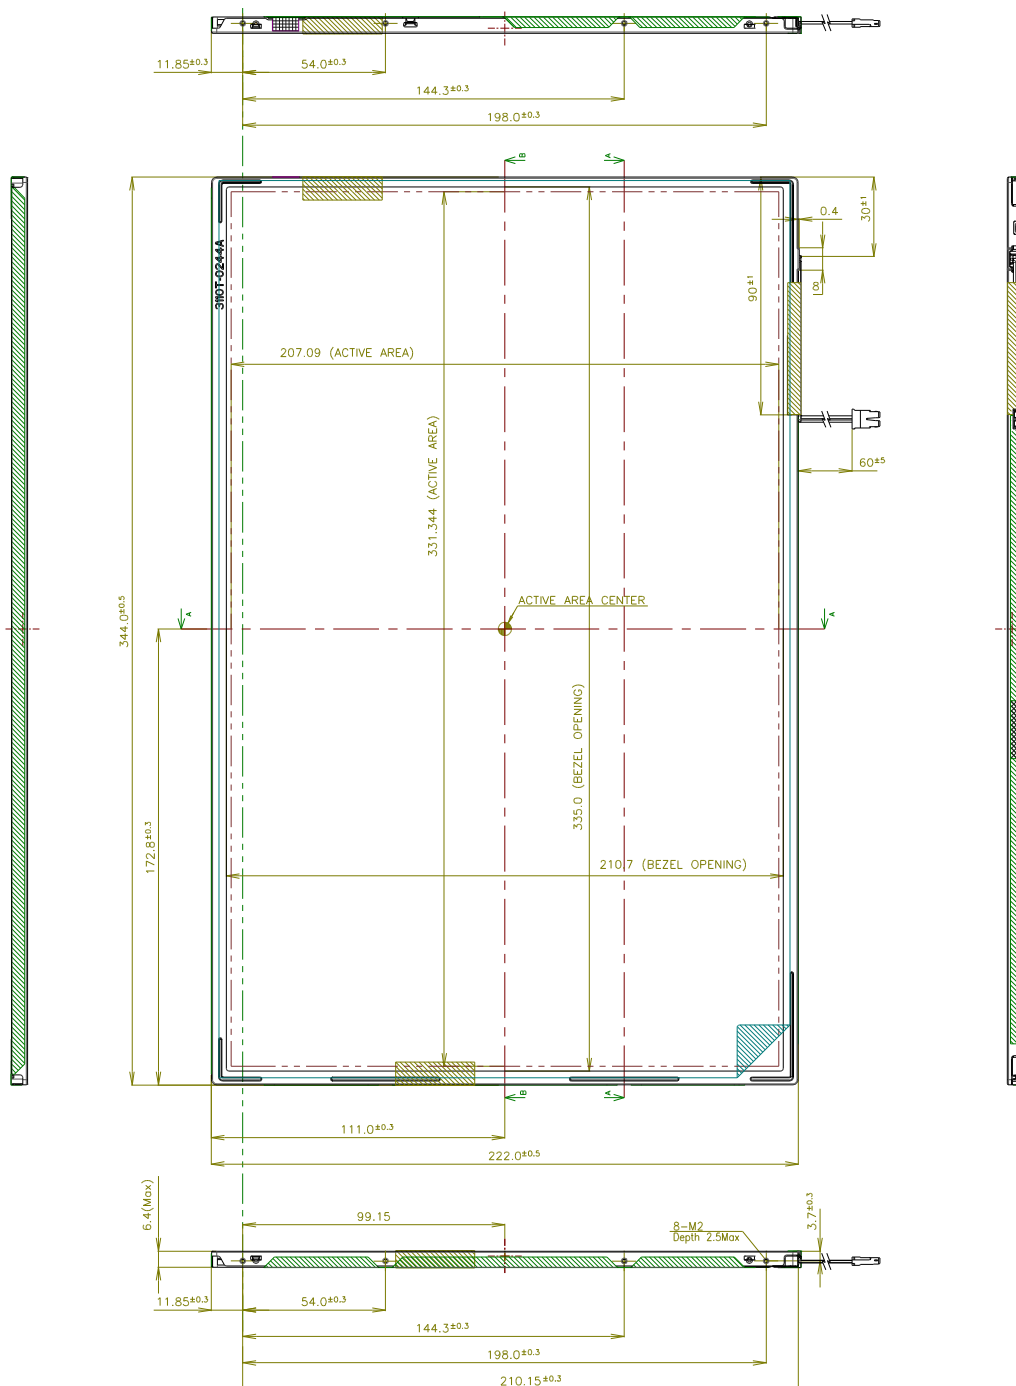 11.85±0.3
54.0±0.3
144.3±0.3
198.0±0.3
B
A
0.4
30±1
3110T-0244A
90±1
207.09 (ACTIVE AREA)
331.344 (ACTIVE AREA)
60±5
ACTIVE AREA CENTER
A
A
344.0±0.5
335.0 (BEZEL OPENING)
172.8±0.3
210.7 (BEZEL OPENING)
B
A
111.0±0.3
222.0±0.5
6.4(Max)
99.15
8-M2
Depth 2.5Max
3.7±0.3
11.85±0.3
54.0±0.3
144.3±0.3
198.0±0.3
210.15±0.3